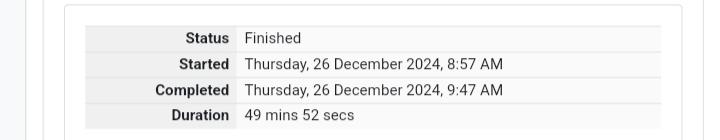 Status Finished
Started Thursday, 26 December 2024, 8:57 AM
Completed Thursday, 26 December 2024, 9:47 AM
Duration 49 mins 52 secs